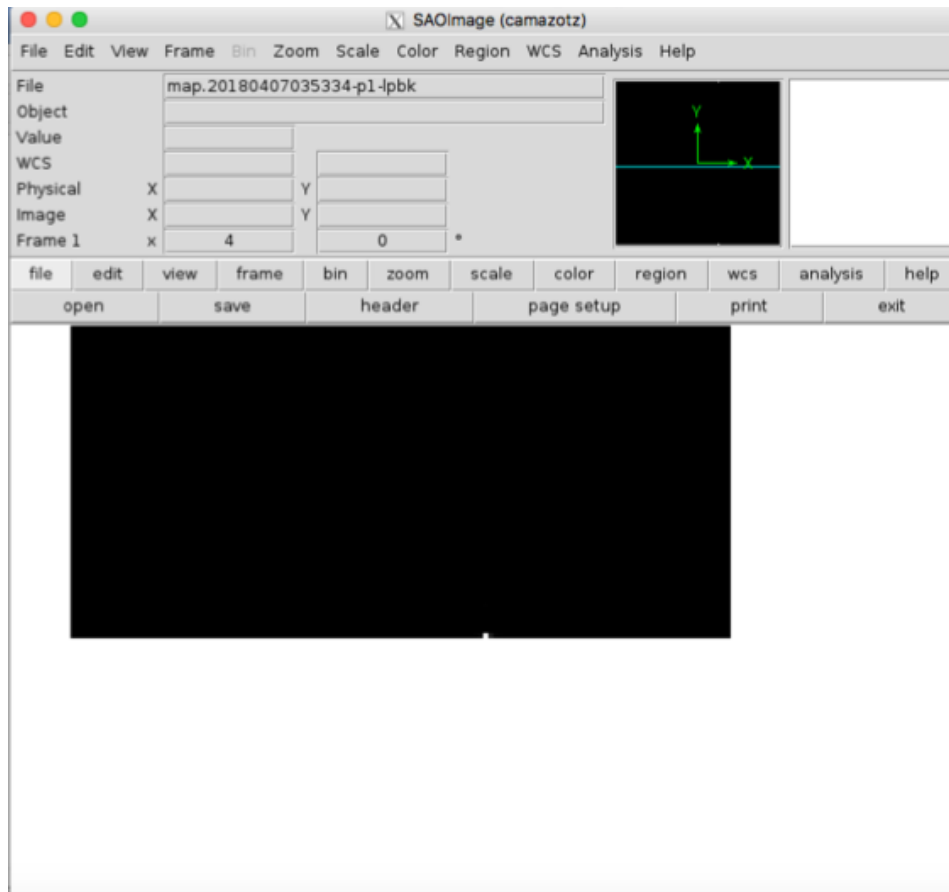 X SAOImage (camazotz)
File Edit View Frame Bin Zoom Scale Color Region WCS Analysis Help
File map.20180407035334-p1-lpbk
Object
Value
WCS
Physical X Y
Image X Y
Frame 1 x 4 0 °
Y
X
file edit view frame bin zoom scale color region wcs analysis help
open save header page setup print exit